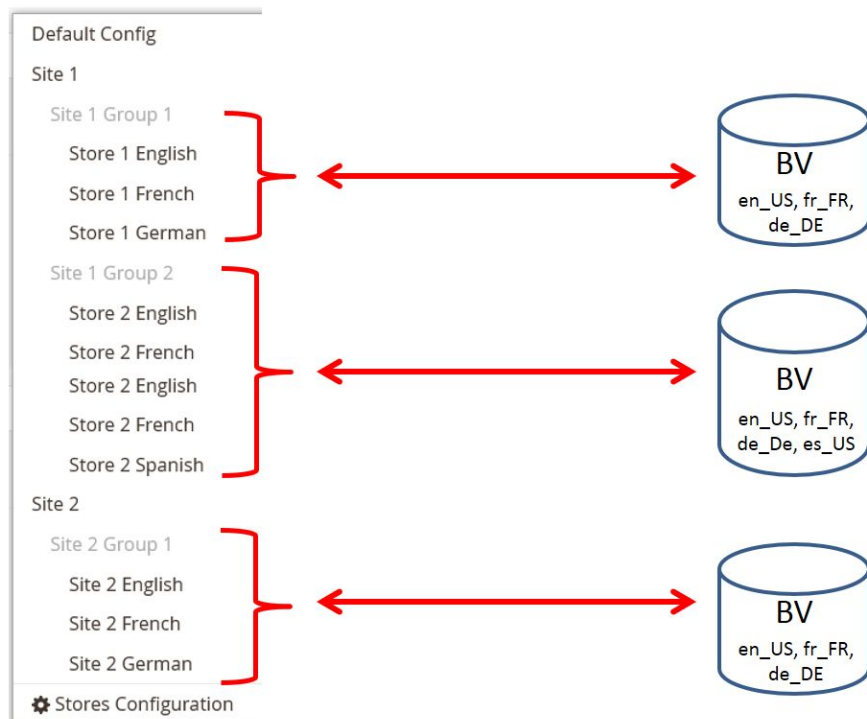 Default Config
Site 1
Site 1 Group 1
Store 1 English
Store 1 French
Store 1 German
Site 1 Group 2
Store 2 English
Store 2 French
Store 2 English
Store 2 French
Store 2 Spanish
Site 2
Site 2 Group 1
Site 2 English
Site 2 French
Site 2 German
Stores Configuration
BV
en_US, fr_FR,
de_DE
BV
en_US, fr_FR,
de_De, es_US
BV
en_US, fr_FR,
de_DE